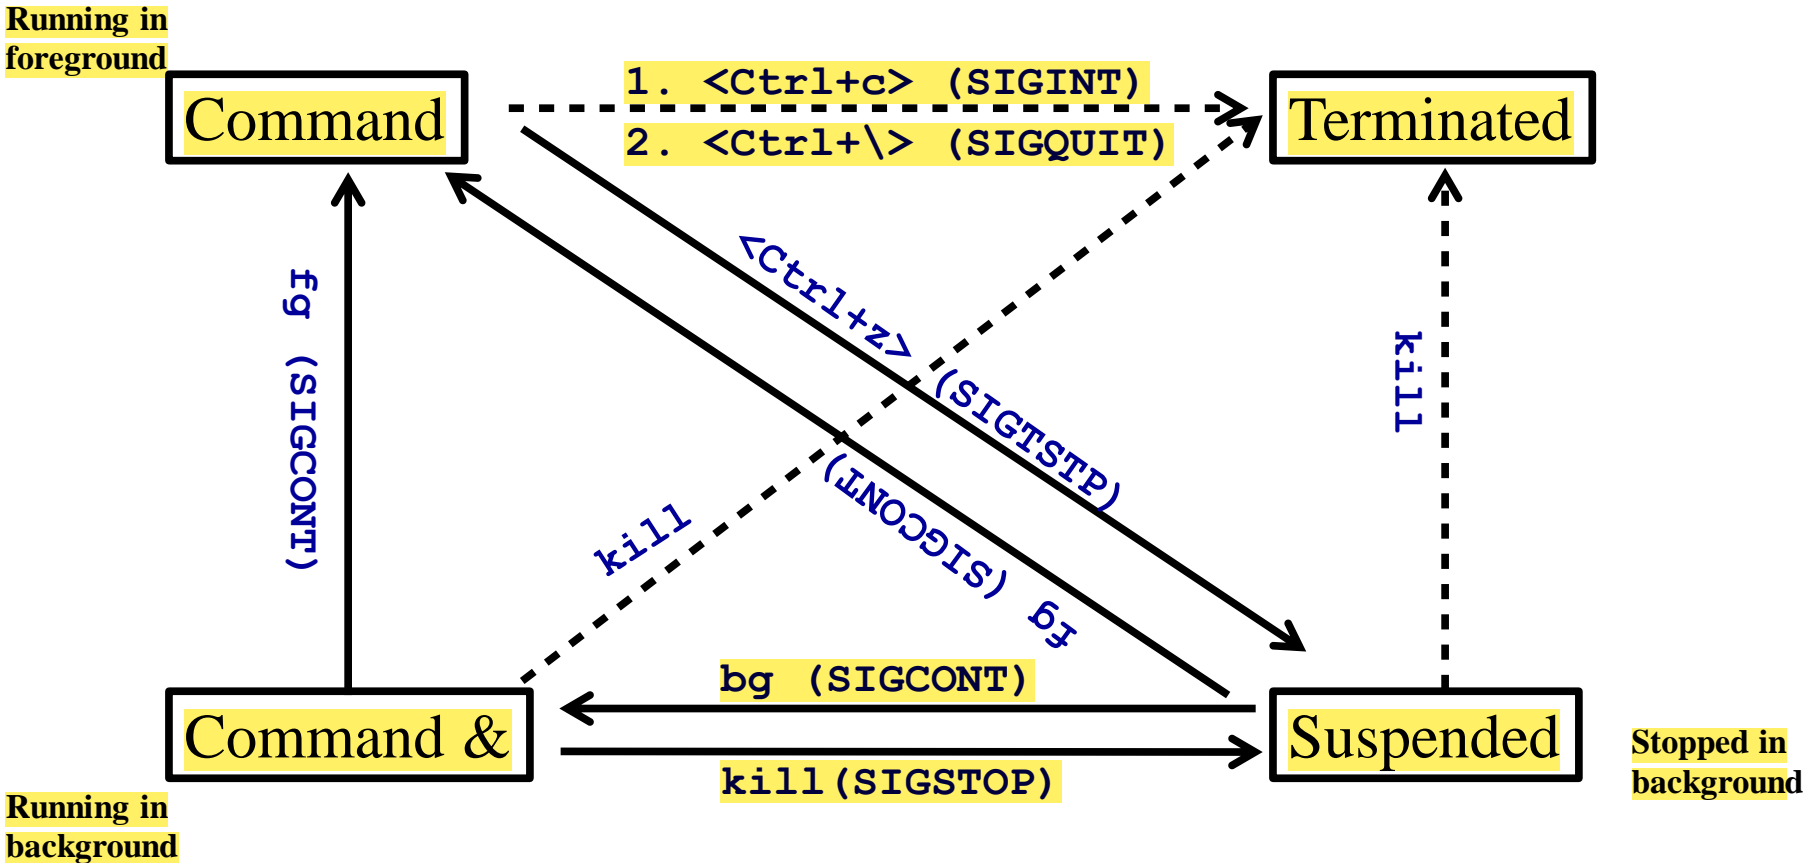 Running in
foreground
Command
1. <Ctrl+c> (SIGINT)
2. <Ctrl+\> (SIGQUIT)
Terminated
<Ctrl+z> (SIGTSTP)
fg (SIGCONT)
fg (SIGCONT)
kill
kill
bg (SIGCONT)
Command &
kill(SIGSTOP)
Suspended
Stopped in
background
Running in
background